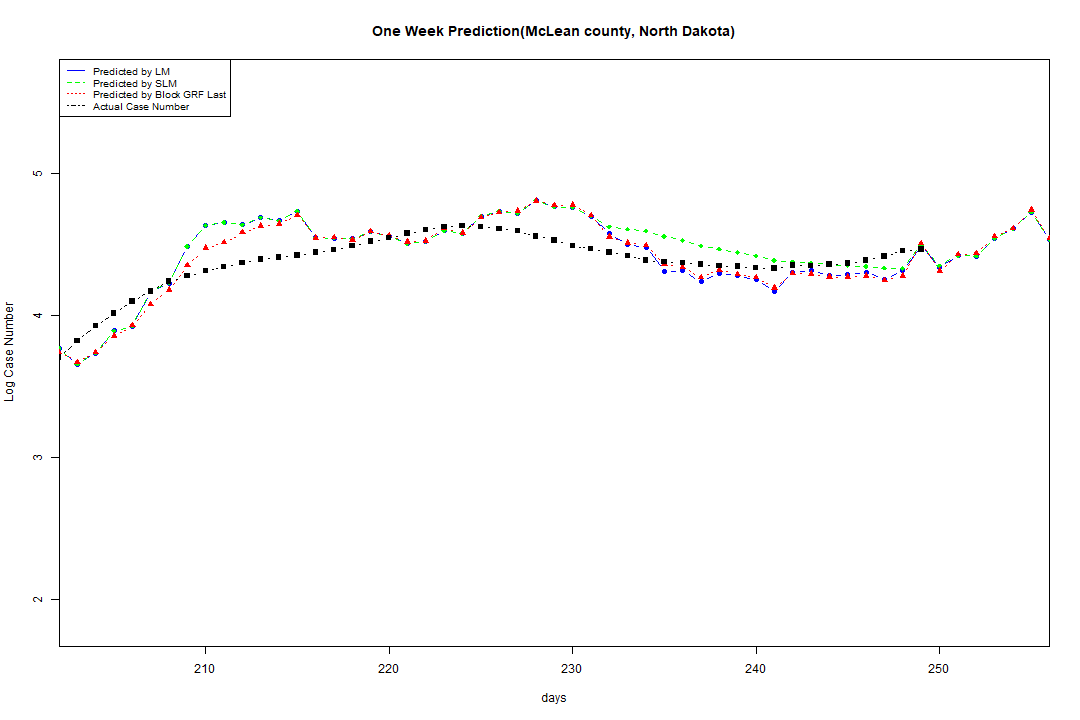 One Week Prediction(McLean county, North Dakota)
Predicted by LM
Predicted by SLM
Predicted by Block GRF Last
Actual Case Number
5
4
3
2
Log Case Number
210 220 230 240 250
days